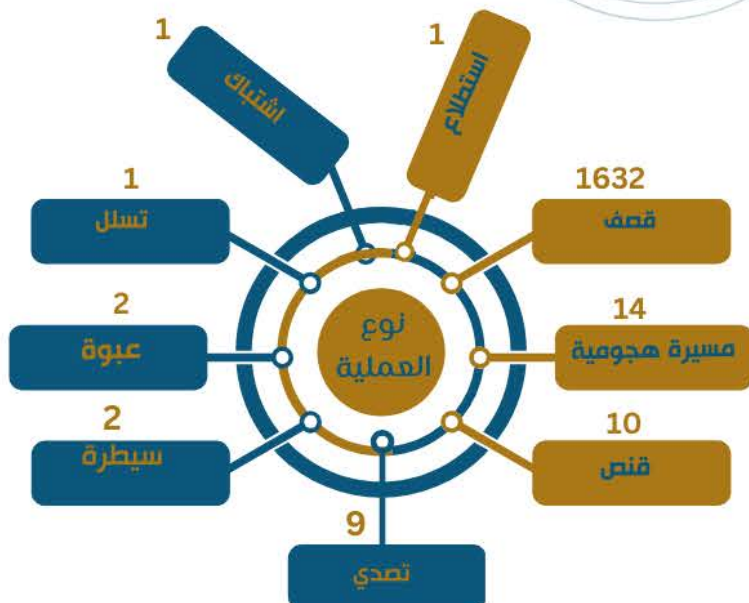 1
استطلاع
1632
قصف
14
مسيرة هجومية
10
قنص
9
تصدي
2
سيطرة
2
عبوة
1
تسلل
1
اشتباك
نوع
العملية